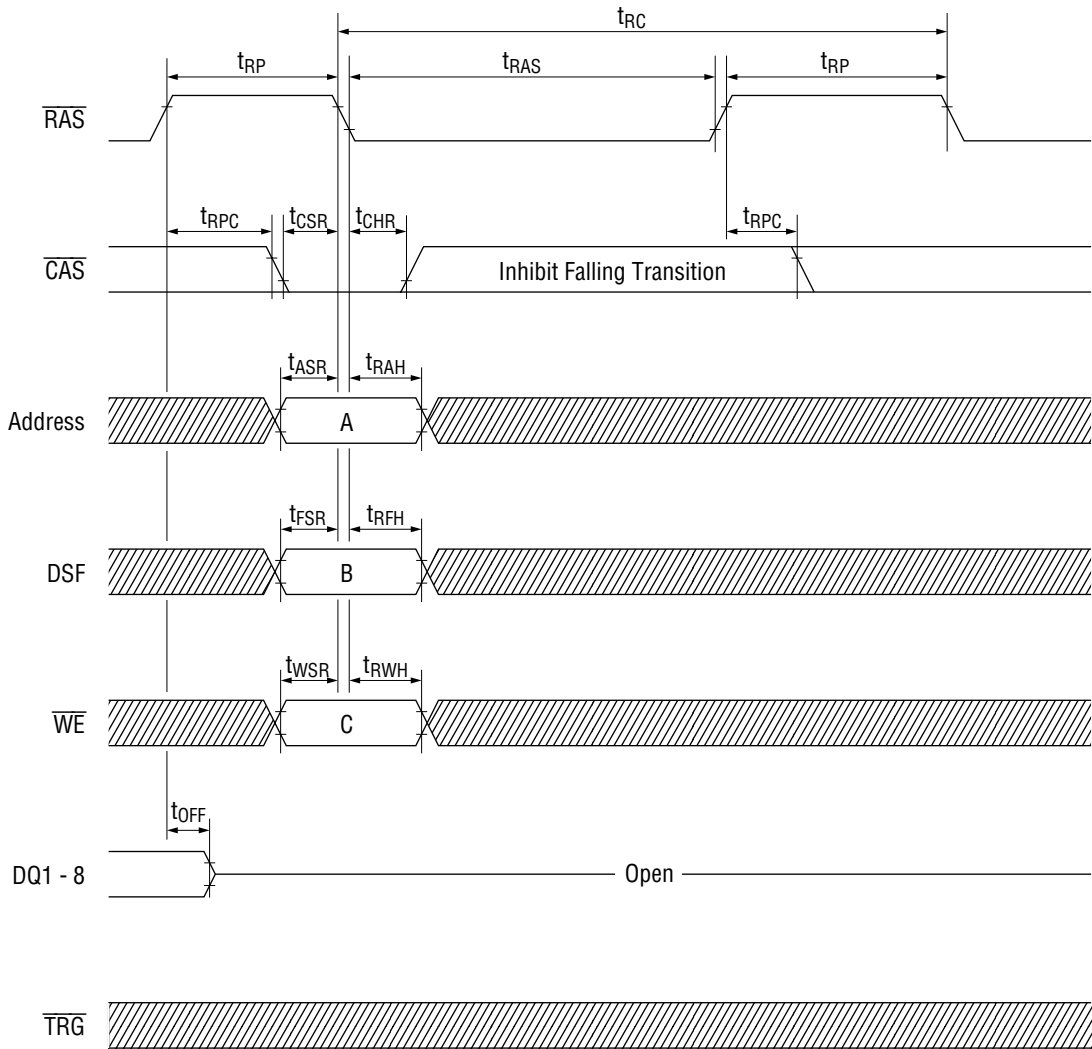 tRC
tRP tRAS tRP
RAS
tRPC tCSR tCHR tRPC
CAS Inhibit Falling Transition
tASR tRAH
Address A
tFSR tRFH
DSF B
tWSR tRWH
WE C
tOFF
DQ1 - 8 Open
TRG